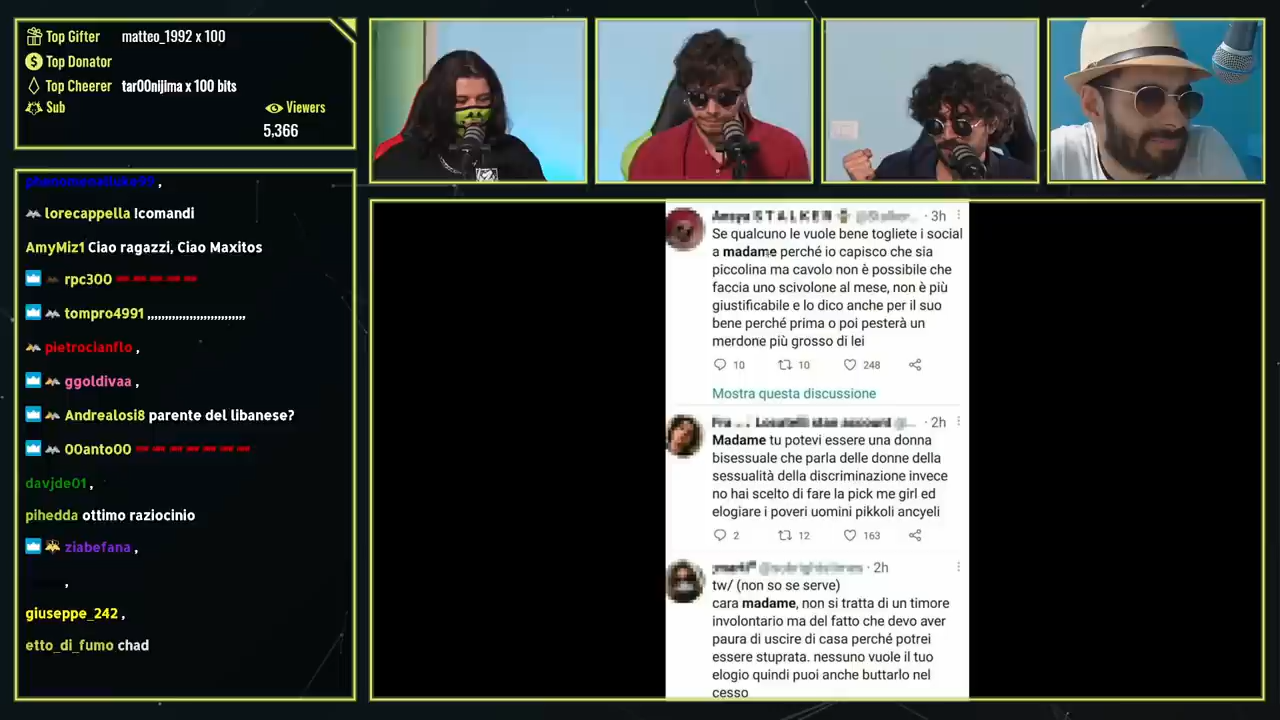 Top Gifter matteo_1992 x 100
Top Donator
Top Cheerer tar00nijima x 100 bits
Sub
Viewers
5,366
phenomenalluke99 ,
lorecappella !comandi
AmyMiz1 Ciao ragazzi, Ciao Maxitos
rpc300
tompro4991 ,,,,,,,,,,,,,,,,,,,,,,,,,,,,
pietrocianflo ,
ggoldivaa ,
Andrealosi8 parente del libanese?
00anto00
davjde01 ,
pihedda ottimo raziocinio
ziabefana ,
,
giuseppe_242 ,
etto_di_fumo chad
· 3h
Se qualcuno le vuole bene togliete i social
a madame perché io capisco che sia
piccolina ma cavolo non è possibile che
faccia uno scivolone al mese, non è più
giustificabile e lo dico anche per il suo
bene perché prima o poi pesterà un
merdone più grosso di lei
10 10 248
Mostra questa discussione
· 2h
Madame tu potevi essere una donna
bisessuale che parla delle donne della
sessualità della discriminazione invece
no hai scelto di fare la pick me girl ed
elogiare i poveri uomini pikkoli ancyeli
2 12 163
· 2h
tw/ (non so se serve)
cara madame, non si tratta di un timore
involontario ma del fatto che devo aver
paura di uscire di casa perché potrei
essere stuprata. nessuno vuole il tuo
elogio quindi puoi anche buttarlo nel
cesso